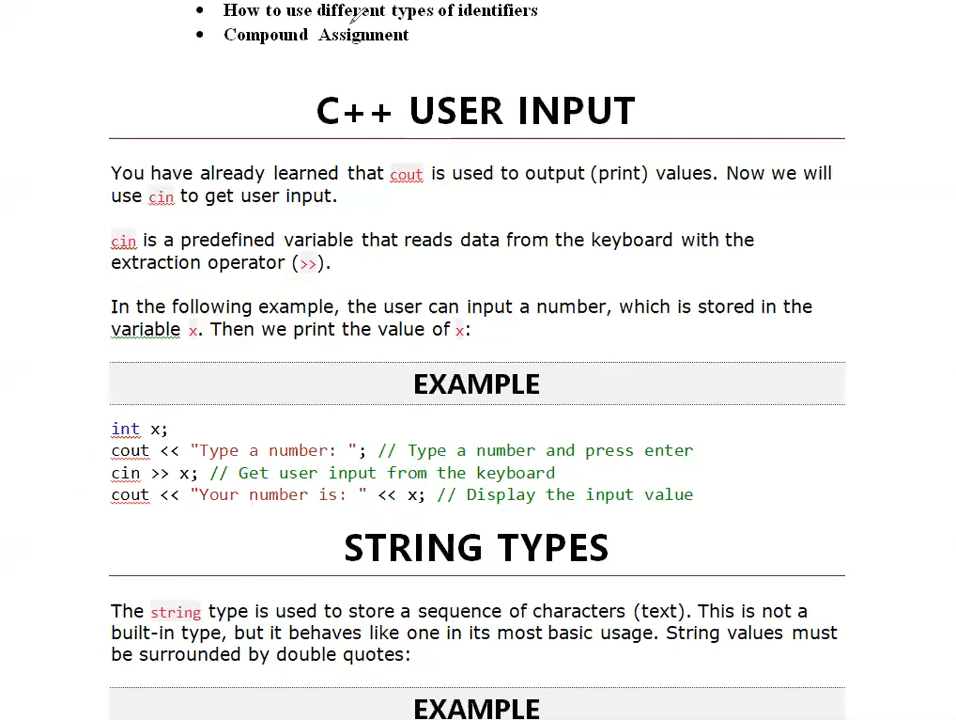 • How to use different types of identifiers
• Compound Assignment
C++ USER INPUT
You have already learned that cout is used to output (print) values. Now we will
use cin to get user input.
cin is a predefined variable that reads data from the keyboard with the
extraction operator (>>).
In the following example, the user can input a number, which is stored in the
variable x. Then we print the value of x:
EXAMPLE
int x;
cout << "Type a number: "; // Type a number and press enter
cin >> x; // Get user input from the keyboard
cout << "Your number is: " << x; // Display the input value
STRING TYPES
The string type is used to store a sequence of characters (text). This is not a
built-in type, but it behaves like one in its most basic usage. String values must
be surrounded by double quotes:
EXAMPLE